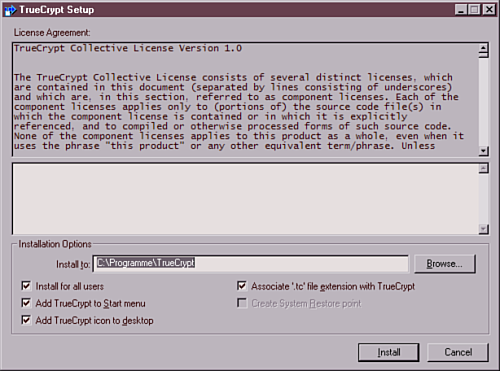 TrueCrypt Setup
License Agreement:
TrueCrypt Collective License Version 1.0
The TrueCrypt Collective License consists of several distinct licenses, which
are contained in this document (separated by lines consisting of underscores)
and which are, in this section, referred to as component licenses. Each of the
component licenses applies only to (portions of) the source code file(s) in
which the component license is contained or in which it is explicitly
referenced, and to compiled or otherwise processed forms of such source code.
None of the component licenses applies to this product as a whole, even when it
uses the phrase "this product" or any other equivalent term/phrase. Unless
Installation Options
Install to: C:\Programme\TrueCrypt Browse...
Install for all users Associate '.tc' file extension with TrueCrypt
Add TrueCrypt to Start menu Create System Restore point
Add TrueCrypt icon to desktop
Install Cancel